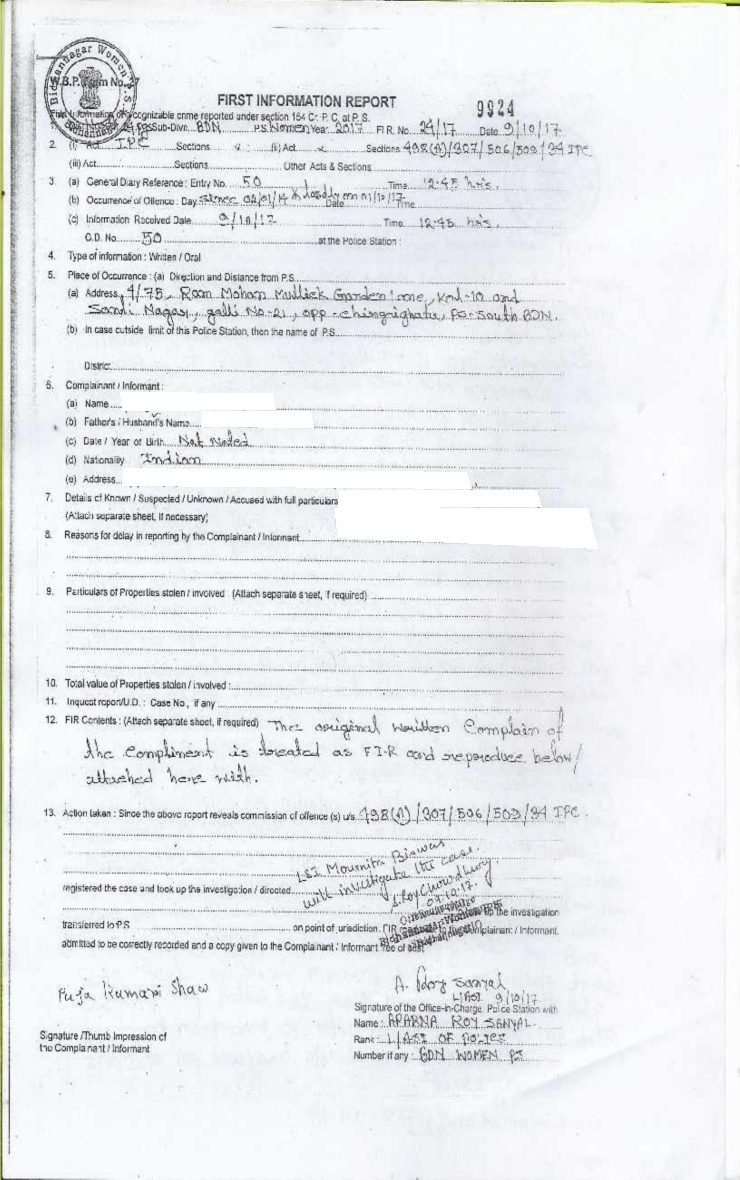 Bidhannagar Women P.S.
W.B.P. Form No.
FIRST INFORMATION REPORT
9924
First Information of cognizable crime reported under section 154 Cr. P. C. at P. S.
1. Sub-Divn. BDN P.S. Women Year 2017 F I R. No. 24/17 Date 9/10/17
2. (i) Act I.P.C Sections (ii) Act Sections 498(A)/307/506/509/34 IPC
(iii) Act Sections Other Acts & Sections
3. (a) General Diary Reference : Entry No. 50 Time 12:45 hrs.
(b) Occurrence of Offence : Day since & lastly on 01/10/17 Date Time
(c) Information Received Date 9/10/17 Time 12:45 hrs.
G.D. No. 50 at the Police Station :
4. Type of information : Written / Oral
5. Place of Occurrence : (a) Direction and Distance from P.S.
(a) Address 4/75, Ram Mohan Mullick Garden Lane, Kol-10 and
Nagar, galli No-21, opp - PS- South BDN.
(b) In case outside limit of this Police Station, then the name of P.S.
District
6. Complainant / Informant :
(a) Name
(b) Father's / Husband's Name
(c) Date / Year of Birth Not Noted
(d) Nationality Indian
(e) Address
7. Details of Known / Suspected / Unknown / Accused with full particulars
(Attach separate sheet, if necessary)
8. Reasons for delay in reporting by the Complainant / Informant
9. Particulars of Properties stolen / involved (Attach separate sheet, if required)
10. Total value of Properties stolen / involved :
11. Inquest report/U.D. : Case No., if any
12. FIR Contents : (Attach separate sheet, if required) The original written Complain of
the Compliment is treated as F.I.R and reproduce below/
attached here with.
13. Action taken : Since the above report reveals commission of offence (s) u/s. 498(A)/307/506/509/34 IPC.
LSI Moumita Biswas
will investigate the case.
registered the case and took up the investigation / directed
Roy Chowdhury
09.10.17.
to the investigation
transferred to P.S on point of jurisdiction. FIR Complainant / Informant
admitted to be correctly recorded and a copy given to the Complainant / Informant free of cost
Puja Kumari Shaw
A. Roy Sanyal
L/ASI 9/10/17
Signature of the Office-in-Charge, Police Station with
Name : APARNA ROY SANYAL
Signature /Thumb Impression of
the Complainant / Informant
Rank : L/ASI OF POLICE
Number if any : BDN WOMEN PS